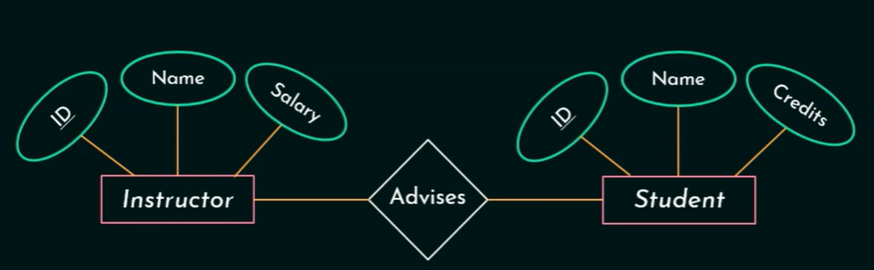 ID
Name
Salary
Instructor
Advises
ID
Name
Credits
Student